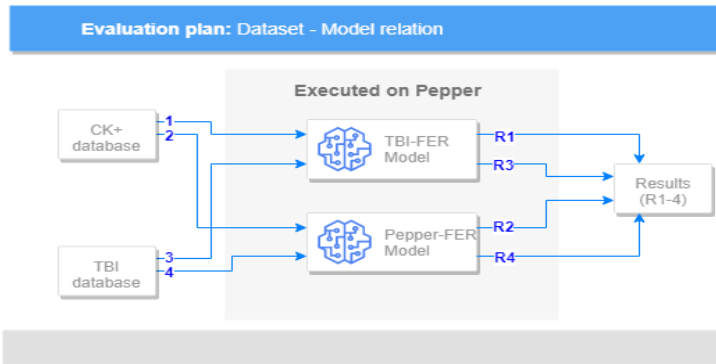 Evaluation plan: Dataset - Model relation
Executed on Pepper
CK+
database
1
2
TBI-FER
Model
R1
R3
Results
(R1-4)
Pepper-FER
Model
R2
R4
TBI
database
3
4